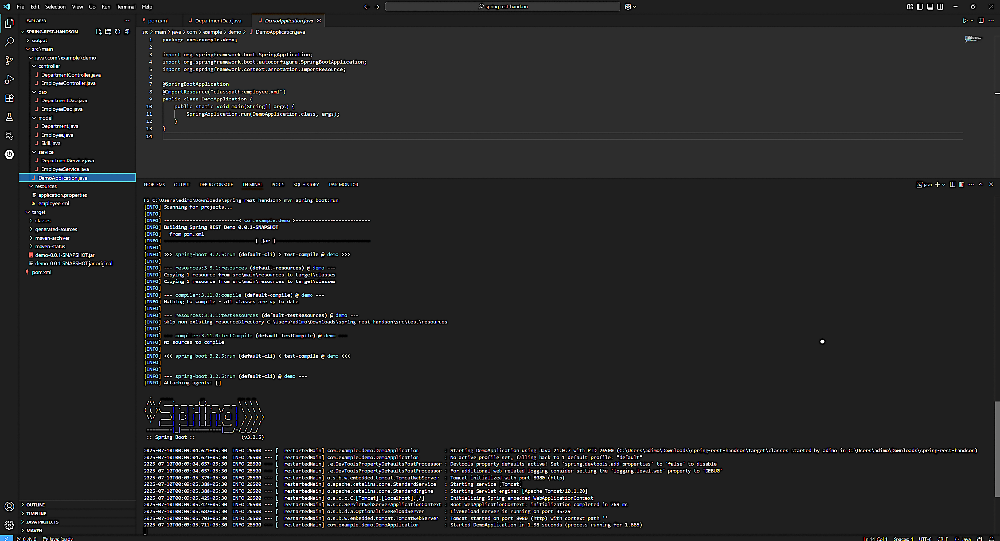 File Edit Selection View Go Run Terminal Help
spring-rest-handson
EXPLORER
SPRING-REST-HANDSON
output
src\main
java\com\example\demo
controller
DepartmentController.java
EmployeeController.java
dao
DepartmentDao.java
EmployeeDao.java
model
Department.java
Employee.java
Skill.java
service
DepartmentService.java
EmployeeService.java
DemoApplication.java
resources
application.properties
employee.xml
target
classes
generated-sources
maven-archiver
maven-status
demo-0.0.1-SNAPSHOT.jar
demo-0.0.1-SNAPSHOT.jar.original
pom.xml
OUTLINE
TIMELINE
JAVA PROJECTS
MAVEN
pom.xml DepartmentDao.java DemoApplication.java
src > main > java > com > example > demo > DemoApplication.java
1 package com.example.demo;
2
3 import org.springframework.boot.SpringApplication;
4 import org.springframework.boot.autoconfigure.SpringBootApplication;
5 import org.springframework.context.annotation.ImportResource;
6
7 @SpringBootApplication
8 @ImportResource("classpath:employee.xml")
9 public class DemoApplication {
10 public static void main(String[] args) {
11 SpringApplication.run(DemoApplication.class, args);
12 }
13 }
14
PROBLEMS OUTPUT DEBUG CONSOLE TERMINAL PORTS SQL HISTORY TASK MONITOR
java
PS C:\Users\adimo\Downloads\spring-rest-handson> mvn spring-boot:run
[INFO] Scanning for projects...
[INFO]
[INFO] --------------------------< com.example:demo >--------------------------
[INFO] Building Spring REST Demo 0.0.1-SNAPSHOT
[INFO] from pom.xml
[INFO] --------------------------------[ jar ]---------------------------------
[INFO]
[INFO] >>> spring-boot:3.2.5:run (default-cli) > test-compile @ demo >>>
[INFO]
[INFO] --- resources:3.3.1:resources (default-resources) @ demo ---
[INFO] Copying 1 resource from src\main\resources to target\classes
[INFO] Copying 1 resource from src\main\resources to target\classes
[INFO]
[INFO] --- compiler:3.11.0:compile (default-compile) @ demo ---
[INFO] Nothing to compile - all classes are up to date
[INFO]
[INFO] --- resources:3.3.1:testResources (default-testResources) @ demo ---
[INFO] skip non existing resourceDirectory C:\Users\adimo\Downloads\spring-rest-handson\src\test\resources
[INFO]
[INFO] --- compiler:3.11.0:testCompile (default-testCompile) @ demo ---
[INFO] No sources to compile
[INFO]
[INFO] <<< spring-boot:3.2.5:run (default-cli) < test-compile @ demo <<<
[INFO]
[INFO]
[INFO] --- spring-boot:3.2.5:run (default-cli) @ demo ---
[INFO] Attaching agents: []
Spring
:: Spring Boot :: (v3.2.5)
2025-07-10T00:09:04.621+05:30 INFO 26500 --- [ restartedMain] com.example.demo.DemoApplication : Starting DemoApplication using Java 21.0.7 with PID 26500 (C:\Users\adimo\Downloads\spring-rest-handson\target\classes started by adimo in C:\Users\adimo\Downloads\spring-rest-handson)
2025-07-10T00:09:04.623+05:30 INFO 26500 --- [ restartedMain] com.example.demo.DemoApplication : No active profile set, falling back to 1 default profile: "default"
2025-07-10T00:09:04.657+05:30 INFO 26500 --- [ restartedMain] .e.DevToolsPropertyDefaultsPostProcessor : Devtools property defaults active! Set 'spring.devtools.add-properties' to 'false' to disable
2025-07-10T00:09:04.657+05:30 INFO 26500 --- [ restartedMain] .e.DevToolsPropertyDefaultsPostProcessor : For additional web related logging consider setting the 'logging.level.web' property to 'DEBUG'
2025-07-10T00:09:05.379+05:30 INFO 26500 --- [ restartedMain] o.s.b.w.embedded.tomcat.TomcatWebServer : Tomcat initialized with port 8080 (http)
2025-07-10T00:09:05.388+05:30 INFO 26500 --- [ restartedMain] o.apache.catalina.core.StandardService : Starting service [Tomcat]
2025-07-10T00:09:05.388+05:30 INFO 26500 --- [ restartedMain] o.apache.catalina.core.StandardEngine : Starting Servlet engine: [Apache Tomcat/10.1.20]
2025-07-10T00:09:05.425+05:30 INFO 26500 --- [ restartedMain] o.a.c.c.C.[Tomcat].[localhost].[/] : Initializing Spring embedded WebApplicationContext
2025-07-10T00:09:05.427+05:30 INFO 26500 --- [ restartedMain] w.s.c.ServletWebServerApplicationContext : Root WebApplicationContext: initialization completed in 769 ms
2025-07-10T00:09:05.682+05:30 INFO 26500 --- [ restartedMain] o.s.b.d.a.OptionalLiveReloadServer : LiveReload server is running on port 35729
2025-07-10T00:09:05.703+05:30 INFO 26500 --- [ restartedMain] o.s.b.w.embedded.tomcat.TomcatWebServer : Tomcat started on port 8080 (http) with context path ''
2025-07-10T00:09:05.711+05:30 INFO 26500 --- [ restartedMain] com.example.demo.DemoApplication : Started DemoApplication in 1.38 seconds (process running for 1.665)
0 0 Java: Ready Ln 14, Col 1 Spaces: 4 UTF-8 CRLF {} Java